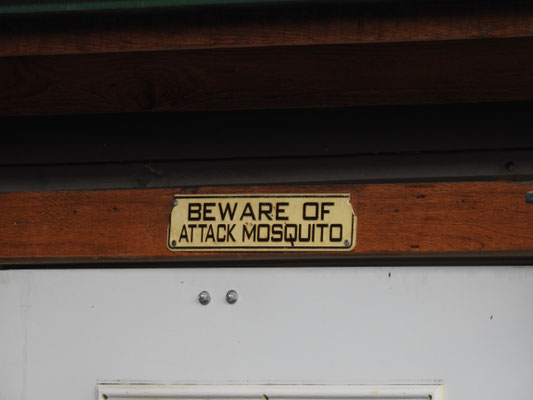 BEWARE OF
ATTACK MOSQUITO